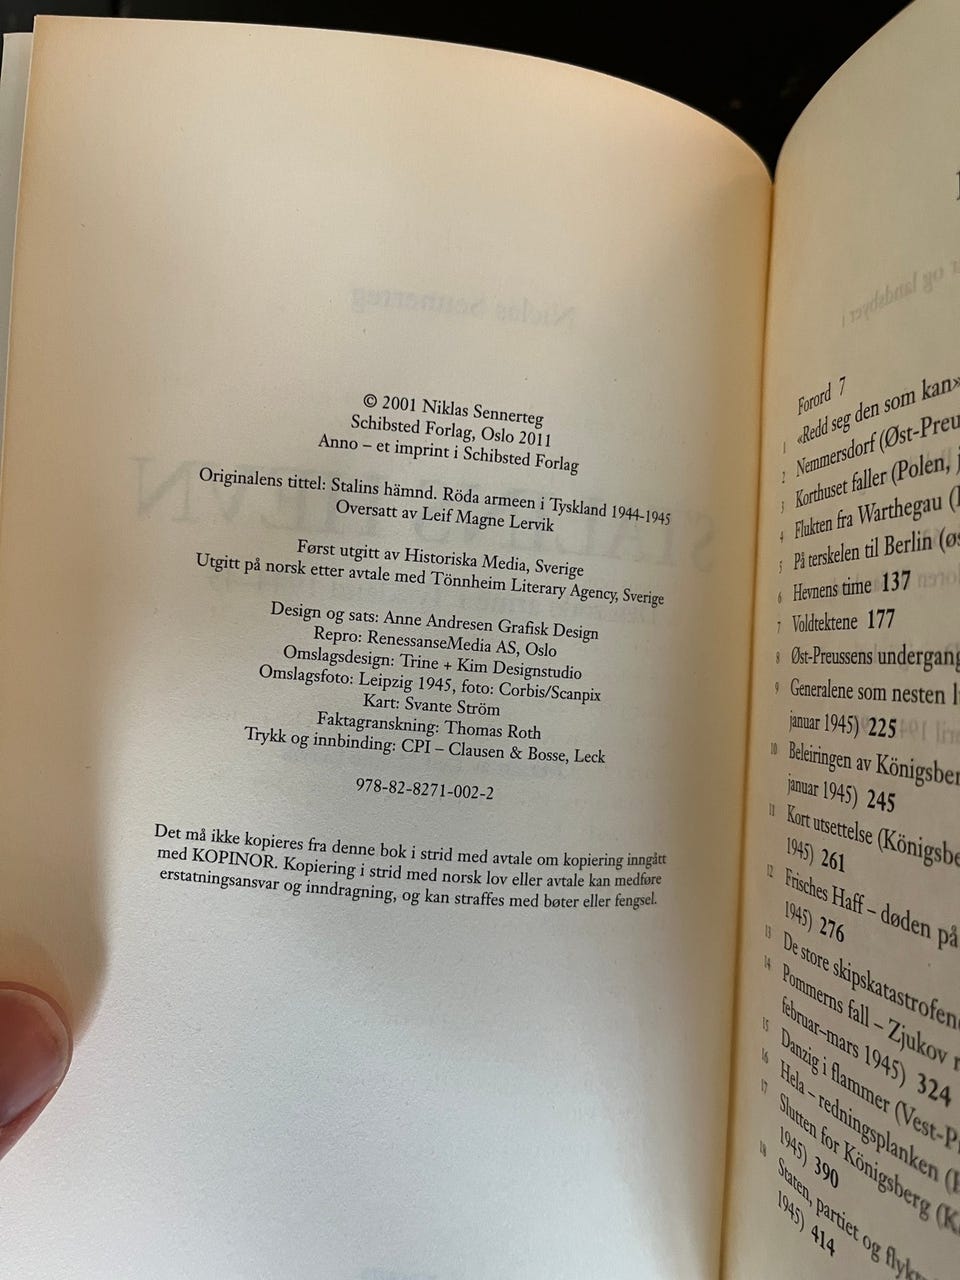 © 2001 Niklas Sennerteg
Schibsted Forlag, Oslo 2011
Anno – et imprint i Schibsted Forlag
Originalens tittel: Stalins hämnd. Röda armeen i Tyskland 1944-1945
Oversatt av Leif Magne Lervik
Først utgitt av Historiska Media, Sverige
Utgitt på norsk etter avtale med Tönnheim Literary Agency, Sverige
Design og sats: Anne Andresen Grafisk Design
Repro: RenessanseMedia AS, Oslo
Omslagsdesign: Trine + Kim Designstudio
Omslagsfoto: Leipzig 1945, foto: Corbis/Scanpix
Kart: Svante Ström
Faktagranskning: Thomas Roth
Trykk og innbinding: CPI – Clausen & Bosse, Leck
978-82-8271-002-2
Det må ikke kopieres fra denne bok i strid med avtale om kopiering inngått
med KOPINOR. Kopiering i strid med norsk lov eller avtale kan medføre
erstatningsansvar og inndragning, og kan straffes med bøter eller fengsel.
Forord 7
1 «Redd seg den som kan»
2 Nemmersdorf (Øst-Preu
3 Korthuset faller (Polen, j
4 Flukten fra Warthegau (
5 På terskelen til Berlin (øs
6 Hevnens time 137
7 Voldtektene 177
8 Øst-Preussens undergang
9 Generalene som nesten
januar 1945) 225
10 Beleiringen av Königsber
januar 1945) 245
11 Kort utsettelse (Königsbe
1945) 261
12 Frisches Haff – døden på
1945) 276
13 De store skipskatastrofen
14 Pommerns fall – Zjukov
februar–mars 1945) 324
15 Danzig i flammer (Vest-P
16 Hela – redningsplanken (
17 Slutten for Königsberg (K
1945) 390
18 Staten, partiet og flyk
1945) 414